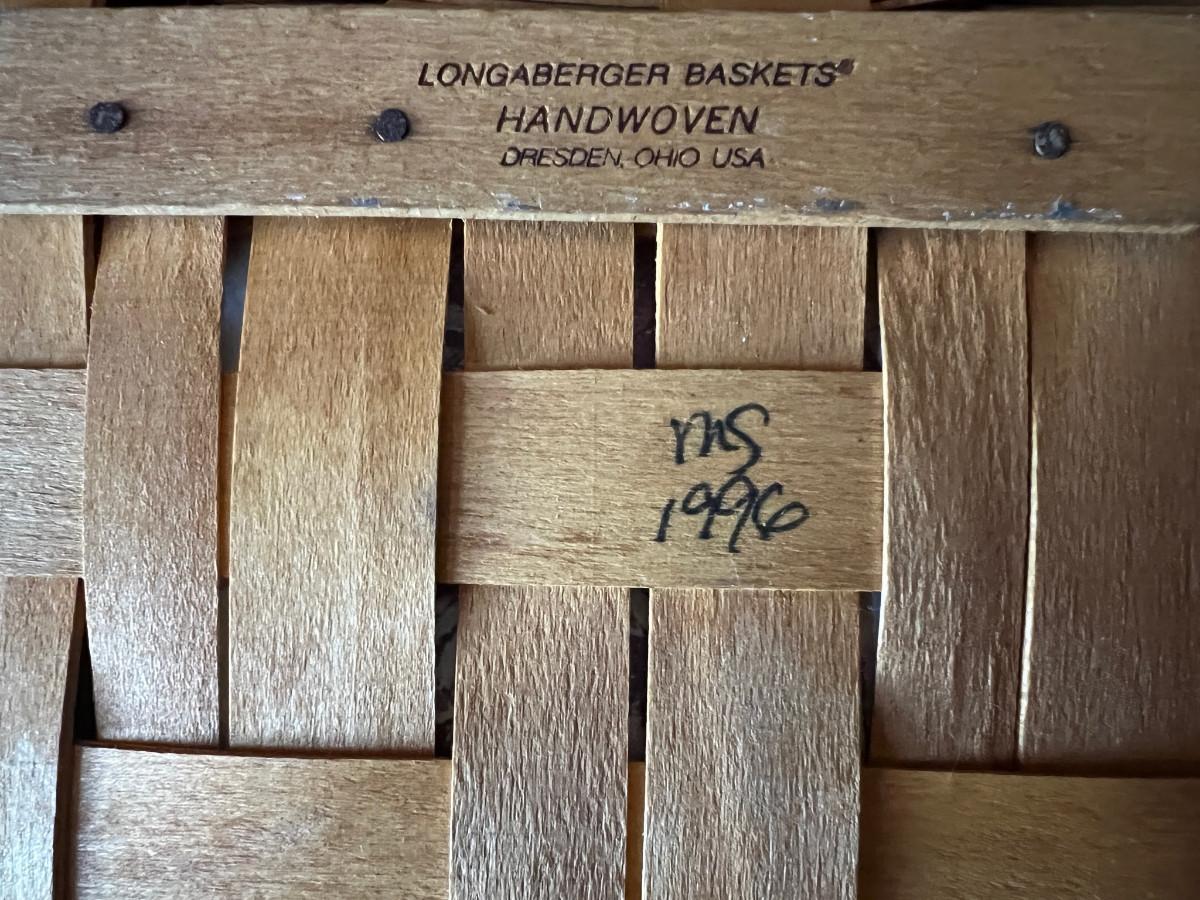 LONGABERGER BASKETS®
HANDWOVEN
DRESDEN, OHIO USA
MS
1996